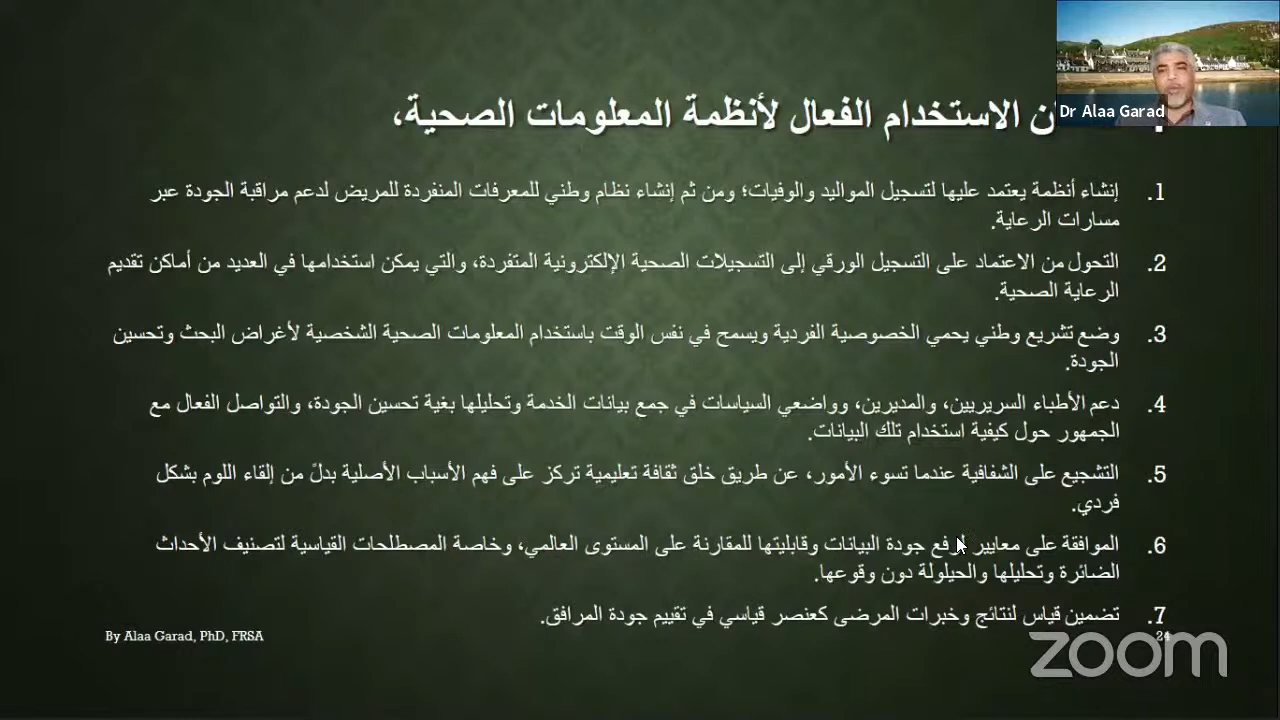 الاستخدام الفعال لأنظمة المعلومات الصحية،
Dr Alaa Garad
1. إنشاء أنظمة يعتمد عليها لتسجيل المواليد والوفيات؛ ومن ثم إنشاء نظام وطني للمعرفات المنفردة للمريض لدعم مراقبة الجودة عبر
مسارات الرعاية.
2. التحول من الاعتماد على التسجيل الورقي إلى التسجيلات الصحية الإلكترونية المتفردة، والتي يمكن استخدامها في العديد من أماكن تقديم
الرعاية الصحية.
3. وضع تشريع وطني يحمي الخصوصية الفردية ويسمح في نفس الوقت باستخدام المعلومات الصحية الشخصية لأغراض البحث وتحسين
الجودة.
4. دعم الأطباء السريريين، والمديرين، وواضعي السياسات في جمع بيانات الخدمة وتحليلها بغية تحسين الجودة، والتواصل الفعال مع
الجمهور حول كيفية استخدام تلك البيانات.
5. التشجيع على الشفافية عندما تسوء الأمور، عن طريق خلق ثقافة تعليمية تركز على فهم الأسباب الأصلية بدلً من إلقاء اللوم بشكل
فردي.
6. الموافقة على معايير جودة البيانات وقابليتها للمقارنة على المستوى العالمي، وخاصة المصطلحات القياسية لتصنيف الأحداث
الضائرة وتحليلها والحيلولة دون وقوعها.
7. تضمين قياس لنتائج وخبرات المرضى كعنصر قياسي في تقييم جودة المرافق.
By Alaa Garad, PhD, FRSA
24
zoom